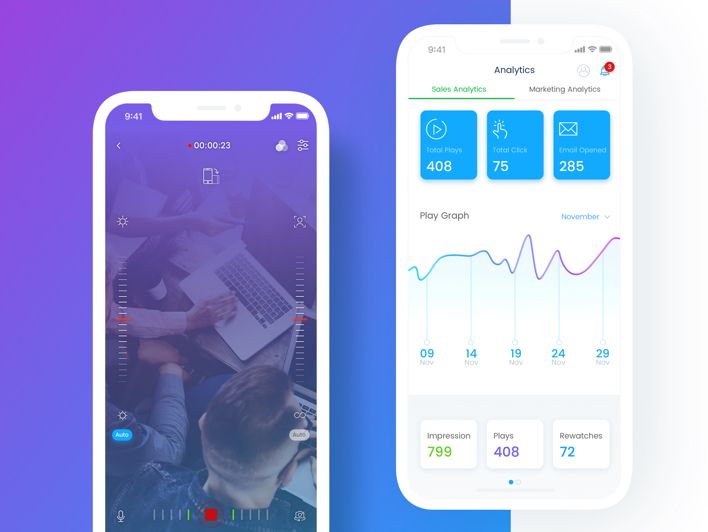 9:41
00:00:23
Auto
Auto
9:41
Analytics
3
Sales Analytics
Marketing Analytics
Total Plays
408
Total Click
75
Email Opened
285
Play Graph
November
09
Nov
14
Nov
19
Nov
24
Nov
29
Nov
Impression
799
Plays
408
Rewatches
72